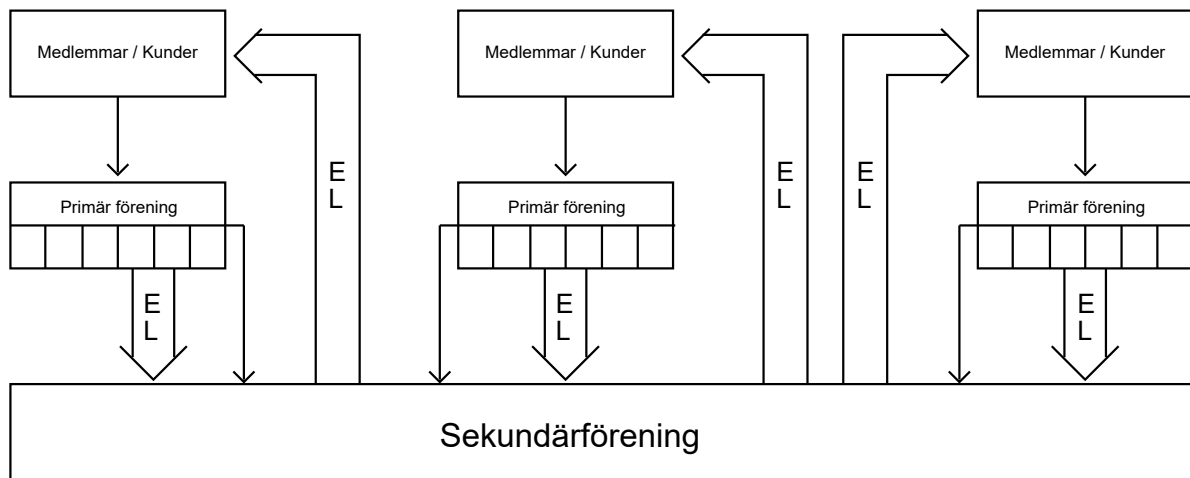 Medlemmar / Kunder
Medlemmar / Kunder
Medlemmar / Kunder
E
L
E
L
E
L
Primär förening
Primär förening
Primär förening
E
L
E
L
E
L
Sekundärförening